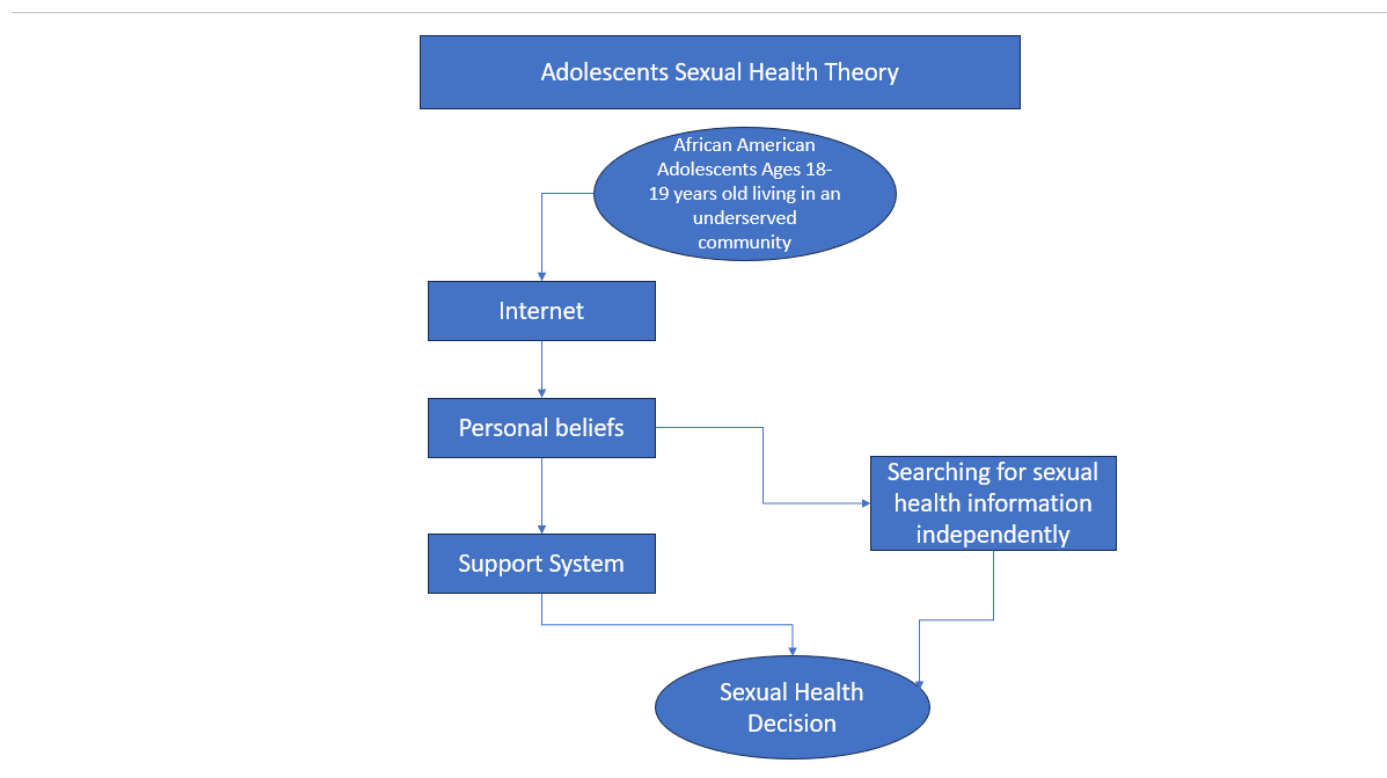 Adolescents Sexual Health Theory
African American
Adolescents Ages 18-
19 years old living in an
underserved
community
Internet
Personal beliefs
Searching for sexual
health information
independently
Support System
Sexual Health
Decision